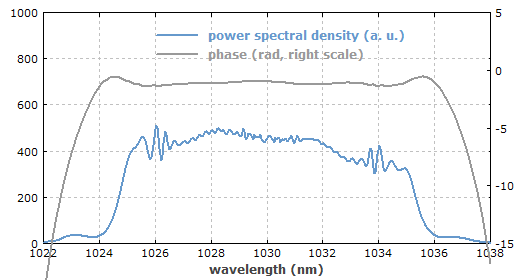 1000 5
power spectral density (a. u.)
phase (rad, right scale)
800 0
600 -5
400
-10
200
0 -15
1022 1024 1026 1028 1030 1032 1034 1036 1038
wavelength (nm)